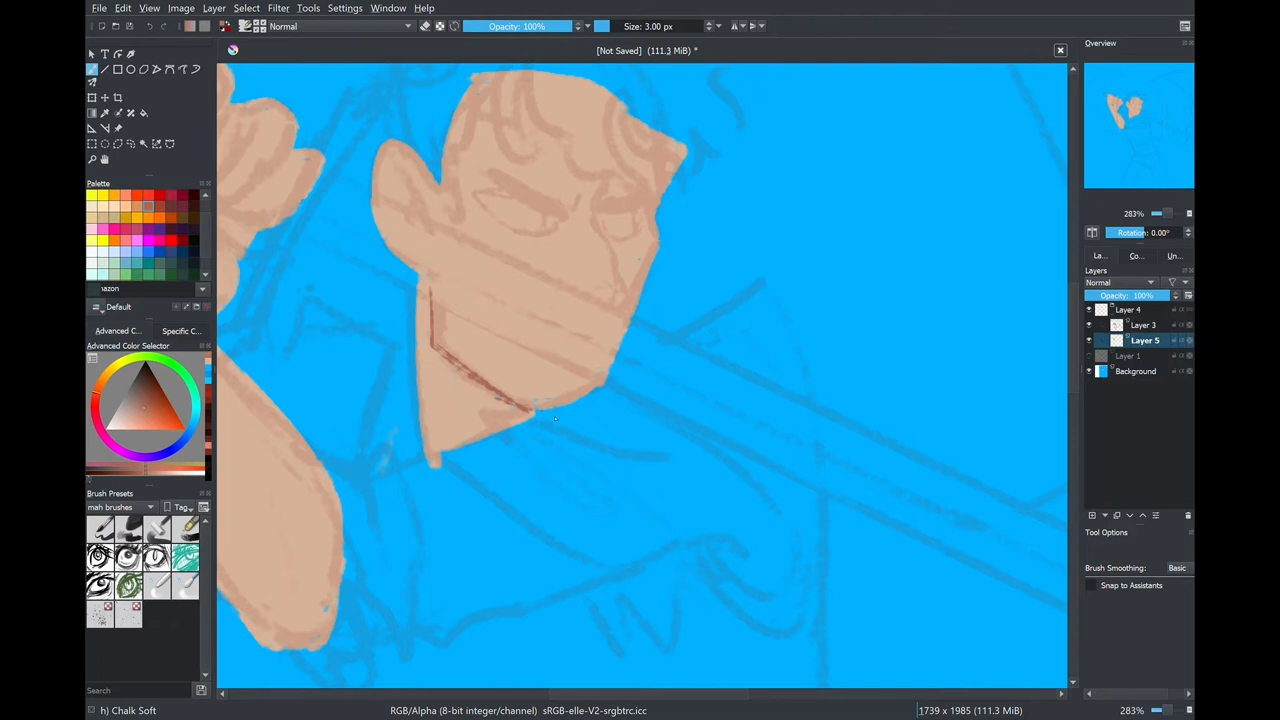 File Edit View Image Layer Select Filter Tools Settings Window Help
Normal
Opacity: 100%
Size: 3.00 px
[Not Saved] (111.3 MiB) *
Overview
283%
Rotation: 0.00°
La... Co... Un...
Layers
Normal
Opacity: 100%
Layer 4
Layer 3
Layer 5
Layer 1
Background
Tool Options
Brush Smoothing: Basic
Snap to Assistants
Palette
mazon
Default
Advanced C... Specific C...
Advanced Color Selector
Brush Presets
mah brushes
Tag
Search
h) Chalk Soft
RGB/Alpha (8-bit integer/channel) sRGB-elle-V2-srgbtrc.icc
1739 x 1985 (111.3 MiB)
283%